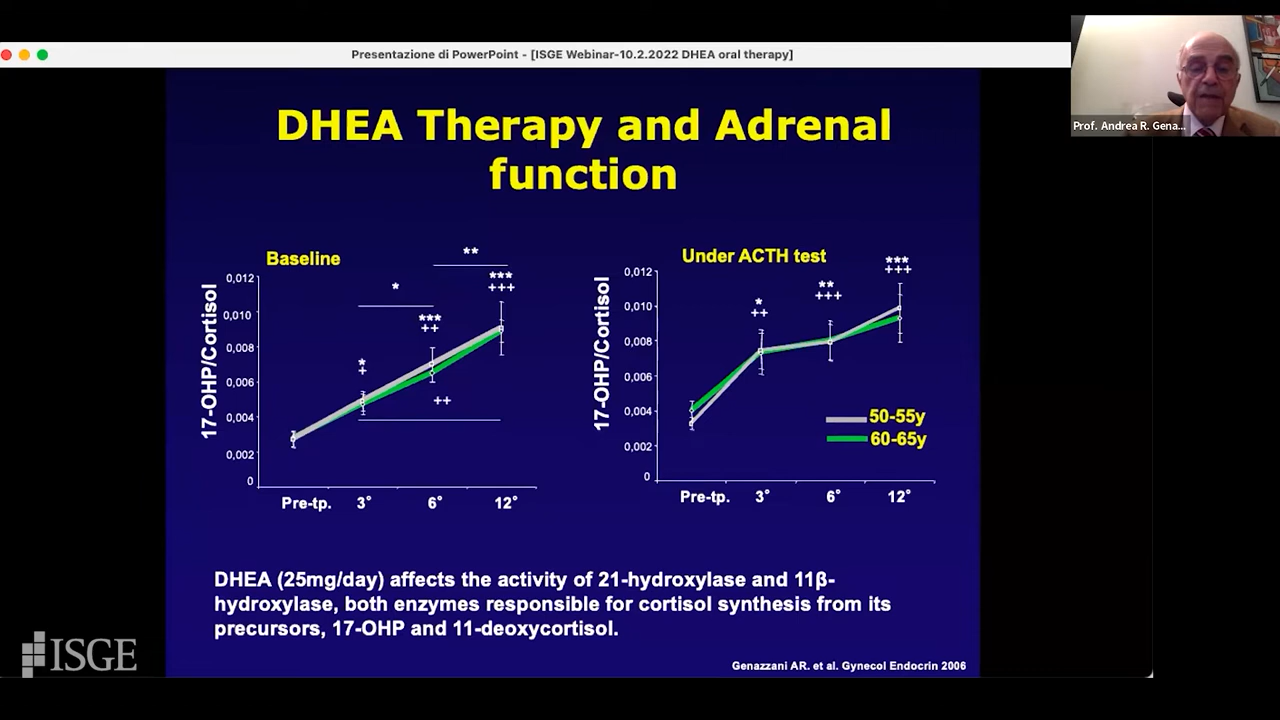 Presentazione di PowerPoint - [ISGE Webinar-10.2.2022 DHEA oral therapy]
Prof. Andrea R. Gena...
DHEA Therapy and Adrenal
function
Baseline
**
*
***
+++
***
++
*
+
++
17-OHP/Cortisol
0,012
0,010
0,008
0,006
0,004
0,002
0
Pre-tp.
3°
6°
12°
Under ACTH test
***
+++
**
+++
*
++
17-OHP/Cortisol
0,012
0,010
0,008
0,006
0,004
0,002
0
50-55y
60-65y
Pre-tp.
3°
6°
12°
DHEA (25mg/day) affects the activity of 21-hydroxylase and 11β-
hydroxylase, both enzymes responsible for cortisol synthesis from its
precursors, 17-OHP and 11-deoxycortisol.
ISGE
Genazzani AR. et al. Gynecol Endocrin 2006